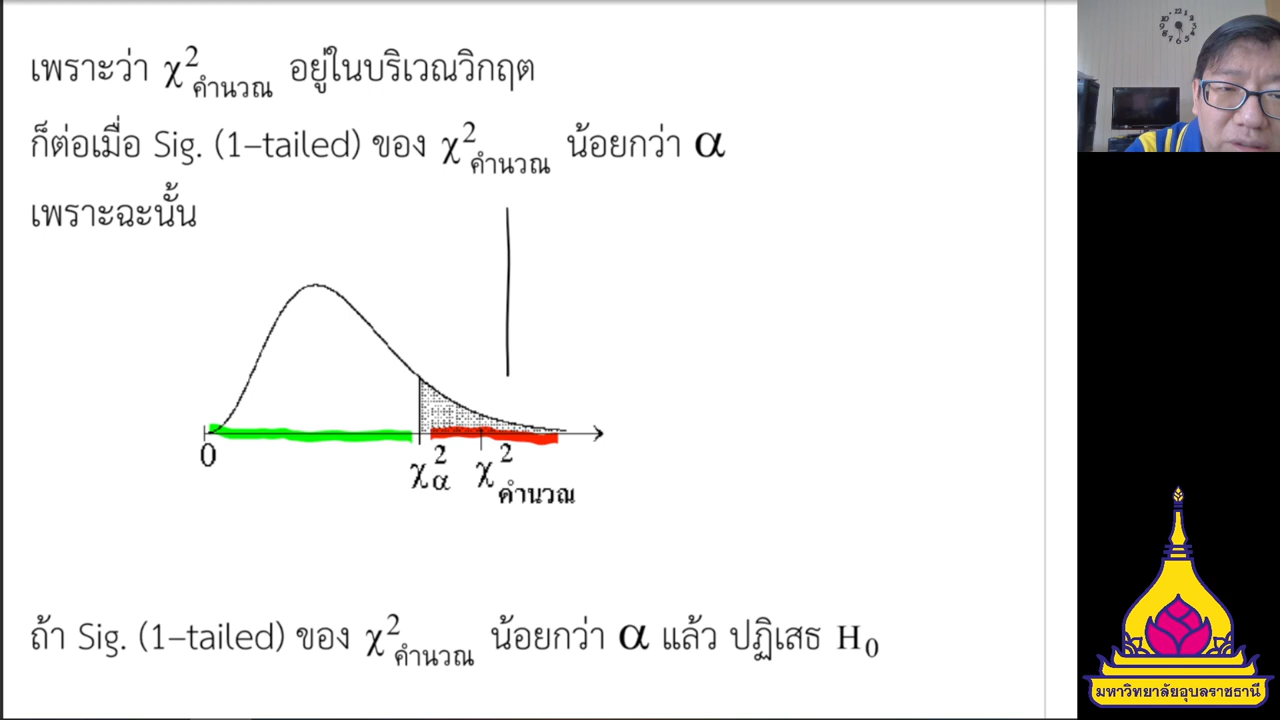 เพราะว่า χ²คำนวณ อยู่ในบริเวณวิกฤต
ก็ต่อเมื่อ Sig. (1–tailed) ของ χ²คำนวณ น้อยกว่า α
เพราะฉะนั้น
0 χ²α χ²คำนวณ
ถ้า Sig. (1–tailed) ของ χ²คำนวณ น้อยกว่า α แล้ว ปฏิเสธ H₀
มหาวิทยาลัยอุบลราชธานี